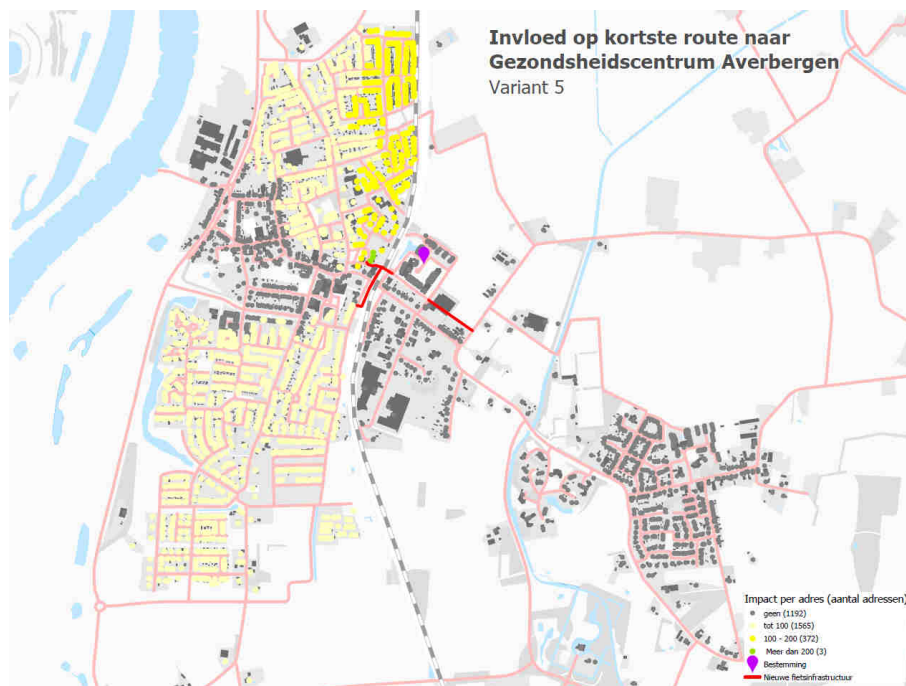 Invloed op kortste route naar
Gezondsheidscentrum Averbergen
Variant 5
Impact per adres (aantal adressen)
geen (1192)
tot 100 (1565)
100 - 200 (372)
Meer dan 200 (3)
Bestemming
Nieuwe fietsinfrastructuur